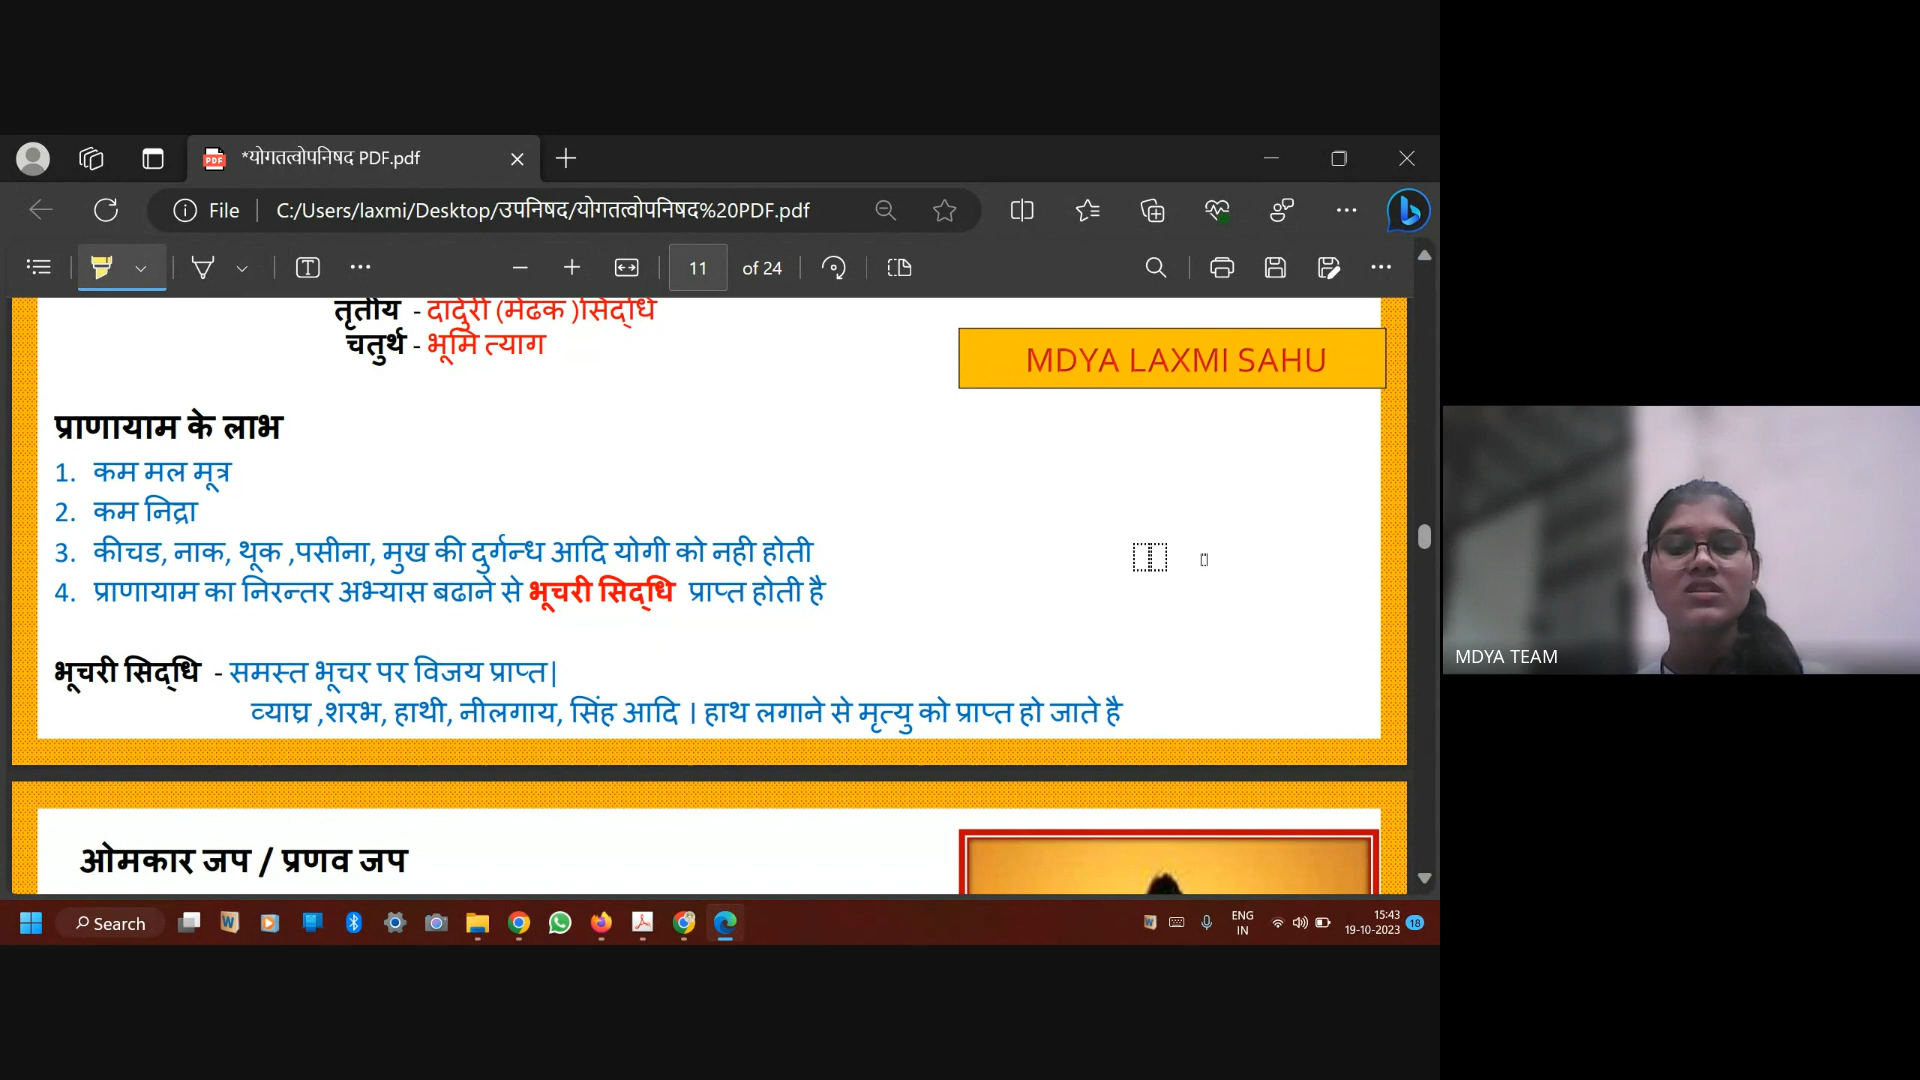 *योगतत्वोपनिषद PDF.pdf
File
C:/Users/laxmi/Desktop/उपनिषद/योगतत्वोपनिषद%20PDF.pdf
11 of 24
तृतीय - दार्दुरी (मेढक )सिद्धि
चतुर्थ - भूमि त्याग
MDYA LAXMI SAHU
प्राणायाम के लाभ
1. कम मल मूत्र
2. कम निद्रा
3. कीचड, नाक, थूक ,पसीना, मुख की दुर्गन्ध आदि योगी को नही होती
4. प्राणायाम का निरन्तर अभ्यास बढाने से भूचरी सिद्धि प्राप्त होती है
भूचरी सिद्धि - समस्त भूचर पर विजय प्राप्त|
व्याघ्र ,शरभ, हाथी, नीलगाय, सिंह आदि । हाथ लगाने से मृत्यु को प्राप्त हो जाते है
MDYA TEAM
ओमकार जप / प्रणव जप
Search
ENG
IN
15:43
19-10-2023
18